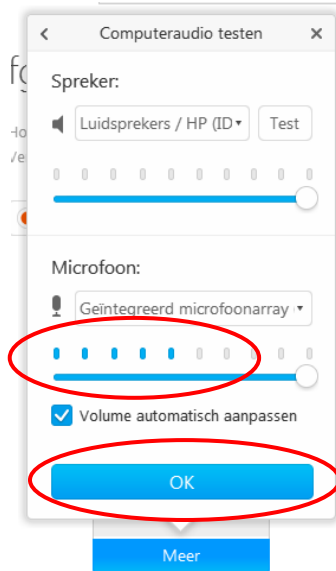 Computeraudio testen
Spreker:
Luidsprekers / HP (ID
Test
Microfoon:
Geïntegreerd microfoonarray
Volume automatisch aanpassen
OK
Meer